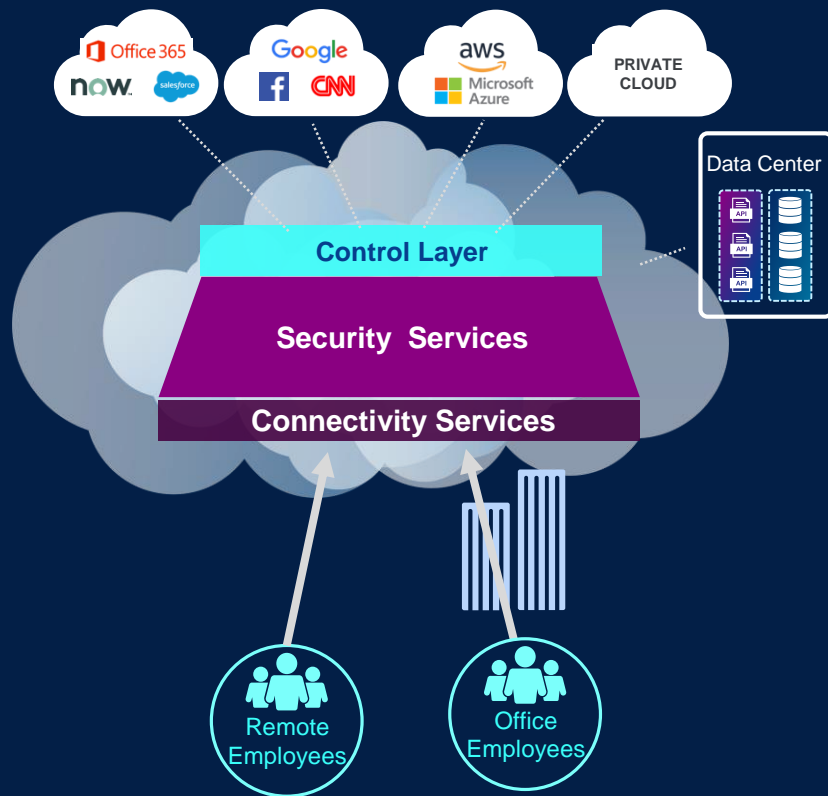 Office 365
now
salesforce
Google
f
CNN
aws
Microsoft
Azure
PRIVATE
CLOUD
Data Center
API
API
API
Control Layer
Security Services
Connectivity Services
Remote
Employees
Office
Employees